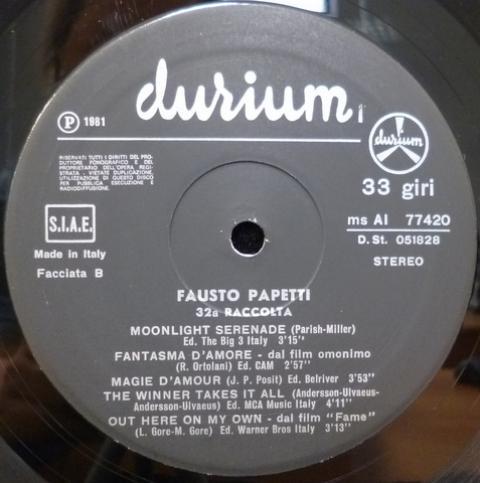 durium
Ⓟ 1981
durium
RISERVATI TUTTI I DIRITTI DEL PRO-
DUTTORE FONOGRAFICO E DEL
PROPRIETARIO DELL'OPERA REGI-
STRATA - VIETATE DUPLICAZIONE,
UTILIZZAZIONE DI QUESTO DISCO
PER PUBBLICA ESECUZIONE E
RADIODIFFUSIONE.
33 giri
S.I.A.E.
ms AI 77420
D. St. 051828
Made in Italy
STEREO
Facciata B
FAUSTO PAPETTI
32a RACCOLTA
MOONLIGHT SERENADE (Parish-Miller)
Ed. The Big 3 Italy 3'15"
FANTASMA D'AMORE - dal film omonimo
(R. Ortolani) Ed. CAM 2'57"
MAGIE D'AMOUR (J. P. Posit) Ed. Belriver 3'53"
THE WINNER TAKES IT ALL (Andersson-Ulvaeus-
Andersson-Ulvaeus) Ed. MCA Music Italy 4'11"
OUT HERE ON MY OWN - dal film "Fame"
(L. Gore-M. Gore) Ed. Warner Bros Italy 3'13"